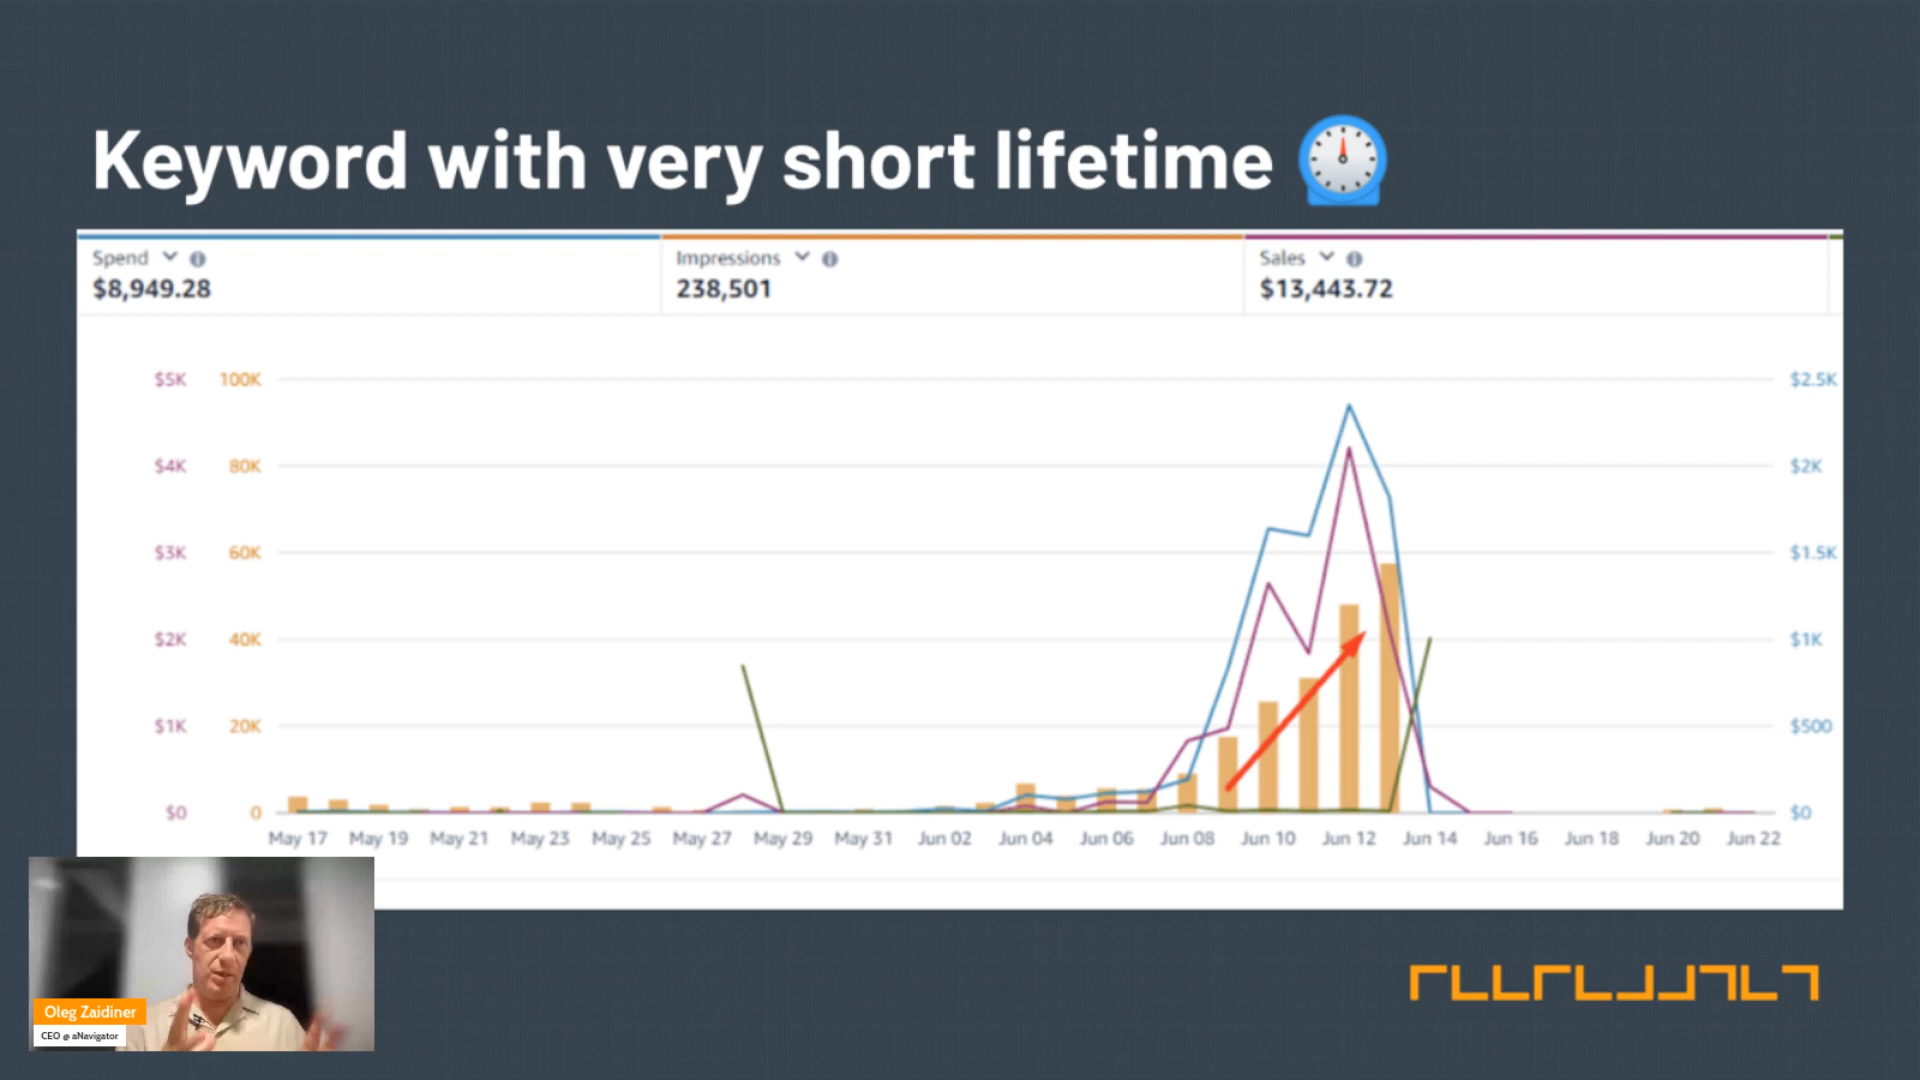 Keyword with very short lifetime
Spend
$8,949.28
Impressions
238,501
Sales
$13,443.72
$5K 100K $2.5K
$4K 80K $2K
$3K 60K $1.5K
$2K 40K $1K
$1K 20K $500
$0 0 $0
May 17 May 19 May 21 May 23 May 25 May 27 May 29 May 31 Jun 02 Jun 04 Jun 06 Jun 08 Jun 10 Jun 12 Jun 14 Jun 16 Jun 18 Jun 20 Jun 22
Oleg Zaidiner
CEO @ aNavigator